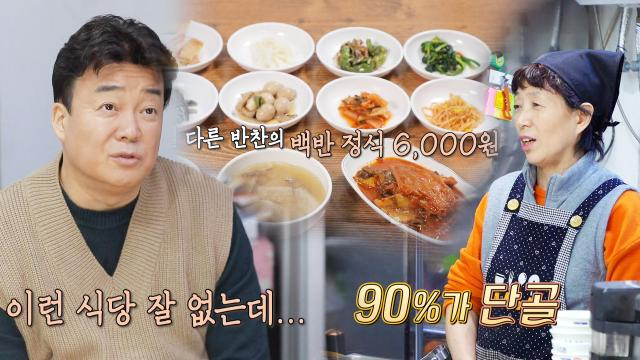 다른 반찬의 백반 정식 6,000원
이런 식당 잘 없는데...
90%가 단골